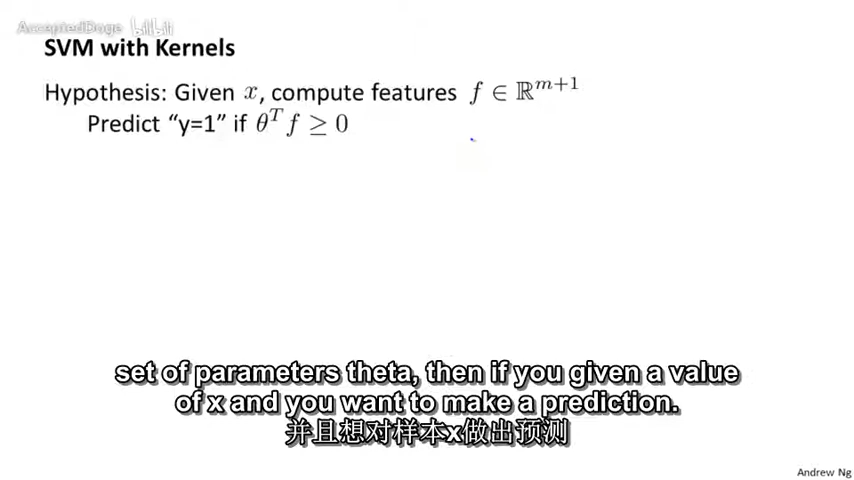 AcceptedDoge bilibili
SVM with Kernels
Hypothesis: Given x, compute features f ∈ ℝ^{m+1}
Predict “y=1” if θ^T f ≥ 0
set of parameters theta, then if you given a value
of x and you want to make a prediction.
并且想对样本x做出预测
Andrew Ng